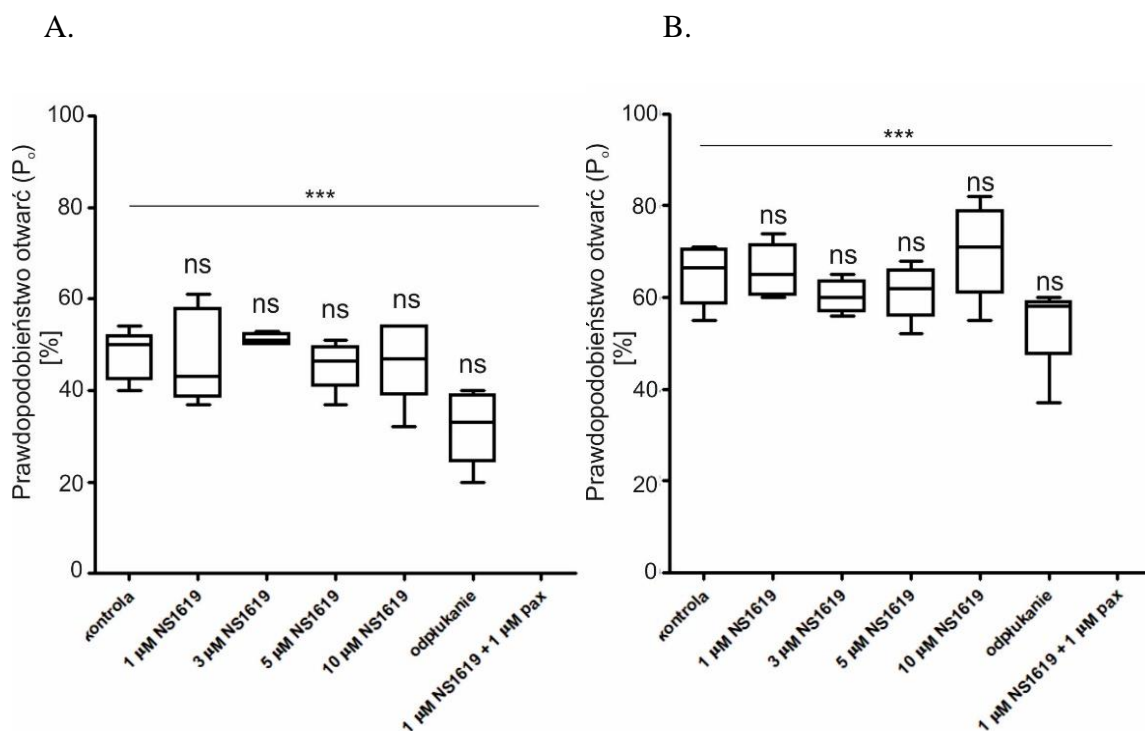 A.
B.
Prawdopodobieństwo otwarć (Pₒ)
[%]
100
80
60
40
20
0
***
ns
ns
ns
ns
ns
kontrola
1 µM NS1619
3 µM NS1619
5 µM NS1619
10 µM NS1619
odpłukanie
1 µM NS1619 + 1 µM pax
Prawdopodobieństwo otwarć (Pₒ)
[%]
100
80
60
40
20
0
***
ns
ns
ns
ns
ns
kontrola
1 µM NS1619
3 µM NS1619
5 µM NS1619
10 µM NS1619
odpłukanie
1 µM NS1619 + 1 µM pax